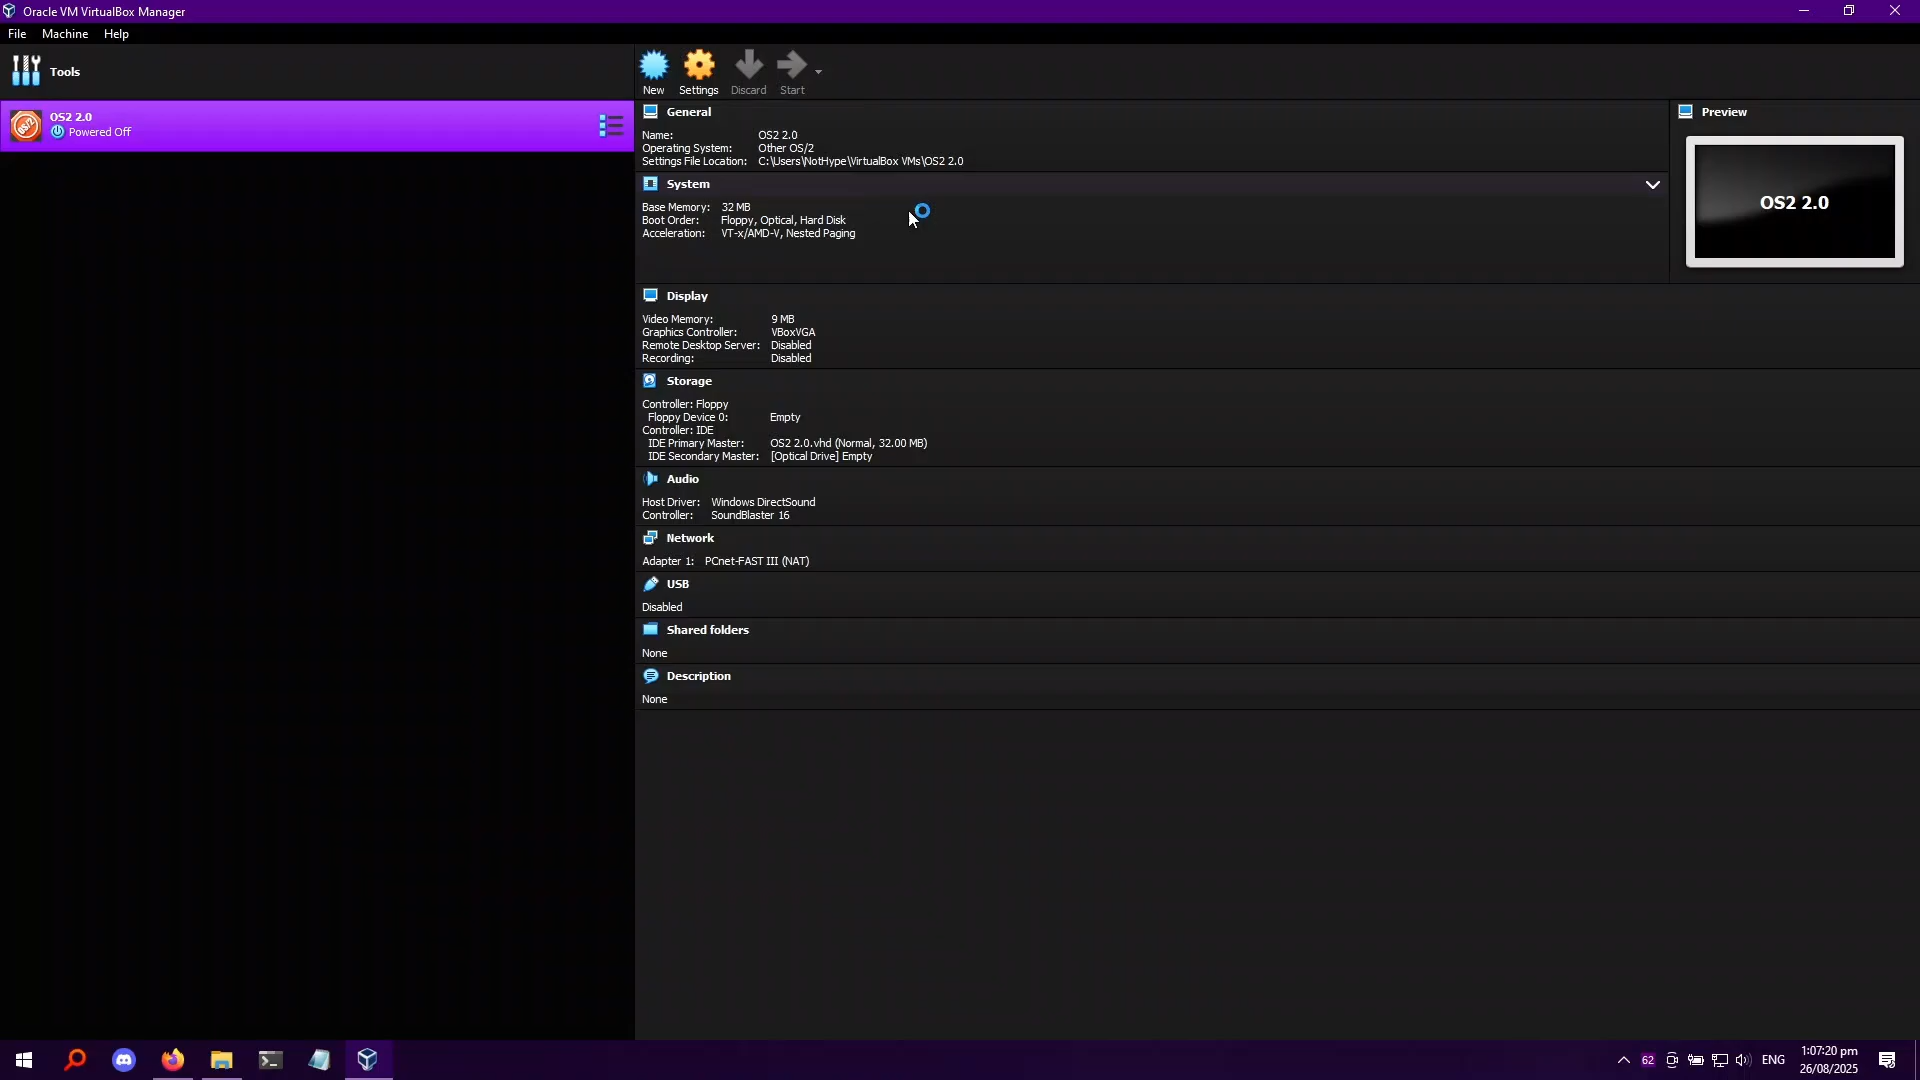 Oracle VM VirtualBox Manager
File Machine Help
Tools
New Settings Discard Start
OS2 2.0
Powered Off
General
Name: OS2 2.0
Operating System: Other OS/2
Settings File Location: C:\Users\NotHype\VirtualBox VMs\OS2 2.0
Preview
OS2 2.0
System
Base Memory: 32 MB
Boot Order: Floppy, Optical, Hard Disk
Acceleration: VT-x/AMD-V, Nested Paging
Display
Video Memory: 9 MB
Graphics Controller: VBoxVGA
Remote Desktop Server: Disabled
Recording: Disabled
Storage
Controller: Floppy
Floppy Device 0: Empty
Controller: IDE
IDE Primary Master: OS2 2.0.vhd (Normal, 32.00 MB)
IDE Secondary Master: [Optical Drive] Empty
Audio
Host Driver: Windows DirectSound
Controller: SoundBlaster 16
Network
Adapter 1: PCnet-FAST III (NAT)
USB
Disabled
Shared folders
None
Description
None
62 ENG 1:07:20 pm
26/08/2025